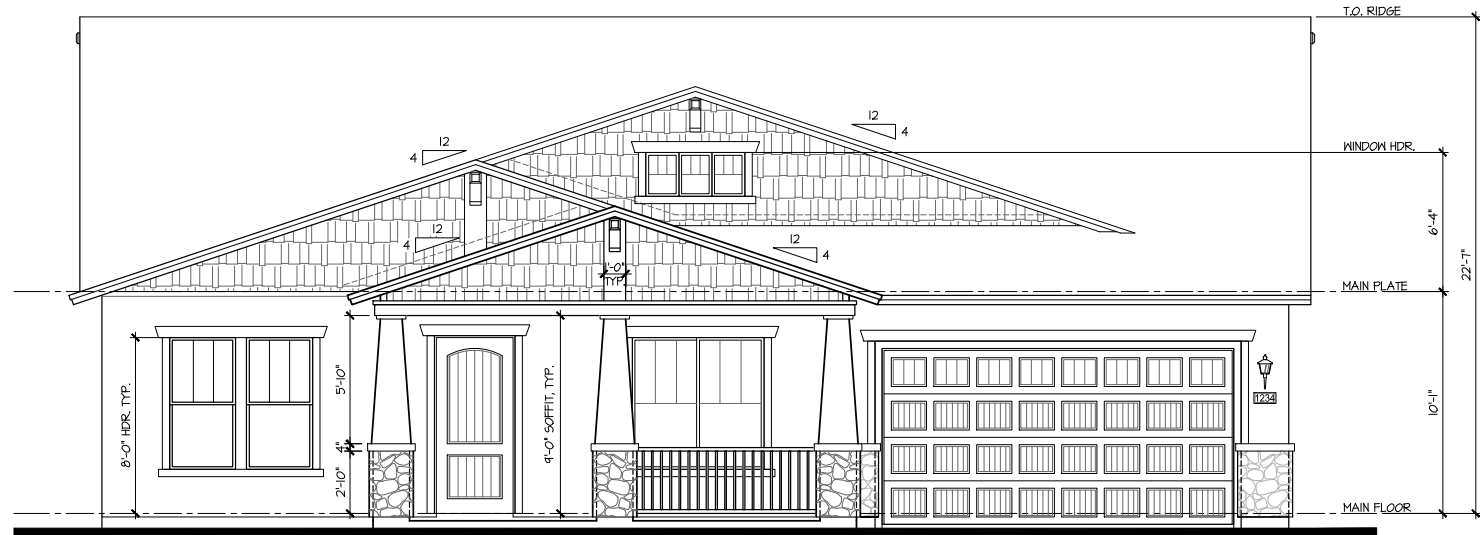 T.O. RIDGE
12
4
12
4
WINDOW HDR.
12
4
12
4
6'-4"
22'-7"
1'-0"
TYP.
MAIN PLATE
8'-0" HDR. TYP.
5'-10"
4"
2'-10"
9'-0" SOFFIT, TYP.
1234
10'-1"
MAIN FLOOR